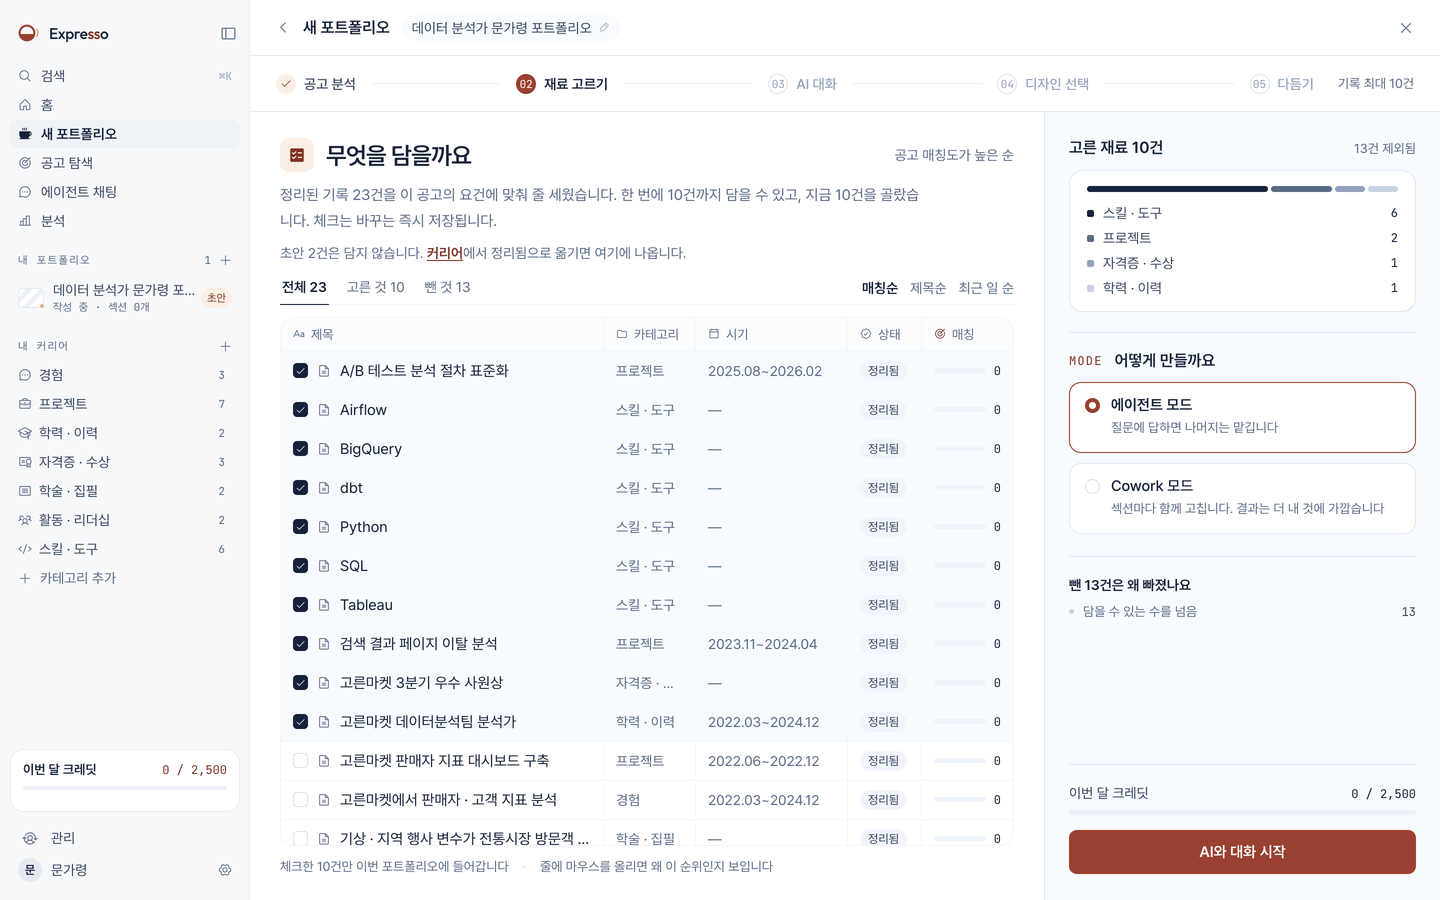 Expresso
검색 ⌘K
홈
새 포트폴리오
공고 탐색
에이전트 채팅
분석
내 포트폴리오 1
데이터 분석가 문가령 포...
작성 중 · 섹션 0개
초안
내 커리어
경험 3
프로젝트 7
학력 · 이력 2
자격증 · 수상 3
학술 · 집필 2
활동 · 리더십 2
스킬 · 도구 6
카테고리 추가
이번 달 크레딧 0 / 2,500
관리
문 문가령
새 포트폴리오 데이터 분석가 문가령 포트폴리오
공고 분석
02 재료 고르기
03 AI 대화
04 디자인 선택
05 다듬기
기록 최대 10건
무엇을 담을까요
공고 매칭도가 높은 순
정리된 기록 23건을 이 공고의 요건에 맞춰 줄 세웠습니다. 한 번에 10건까지 담을 수 있고, 지금 10건을 골랐습
니다. 체크는 바꾸는 즉시 저장됩니다.
초안 2건은 담지 않습니다. 커리어에서 정리됨으로 옮기면 여기에 나옵니다.
전체 23 고른 것 10 뺀 것 13
매칭순 제목순 최근 일 순
Aa 제목 카테고리 시기 상태 매칭
A/B 테스트 분석 절차 표준화 프로젝트 2025.08~2026.02 정리됨 0
Airflow 스킬 · 도구 — 정리됨 0
BigQuery 스킬 · 도구 — 정리됨 0
dbt 스킬 · 도구 — 정리됨 0
Python 스킬 · 도구 — 정리됨 0
SQL 스킬 · 도구 — 정리됨 0
Tableau 스킬 · 도구 — 정리됨 0
검색 결과 페이지 이탈 분석 프로젝트 2023.11~2024.04 정리됨 0
고른마켓 3분기 우수 사원상 자격증 · ... — 정리됨 0
고른마켓 데이터분석팀 분석가 학력 · 이력 2022.03~2024.12 정리됨 0
고른마켓 판매자 지표 대시보드 구축 프로젝트 2022.06~2022.12 정리됨 0
고른마켓에서 판매자 · 고객 지표 분석 경험 2022.03~2024.12 정리됨 0
기상 · 지역 행사 변수가 전통시장 방문객 ... 학술 · 집필 — 정리됨 0
체크한 10건만 이번 포트폴리오에 들어갑니다 · 줄에 마우스를 올리면 왜 이 순위인지 보입니다
고른 재료 10건 13건 제외됨
스킬 · 도구 6
프로젝트 2
자격증 · 수상 1
학력 · 이력 1
MODE 어떻게 만들까요
에이전트 모드
질문에 답하면 나머지는 맡깁니다
Cowork 모드
섹션마다 함께 고칩니다. 결과는 더 내 것에 가깝습니다
뺀 13건은 왜 빠졌나요
담을 수 있는 수를 넘음 13
이번 달 크레딧 0 / 2,500
AI와 대화 시작